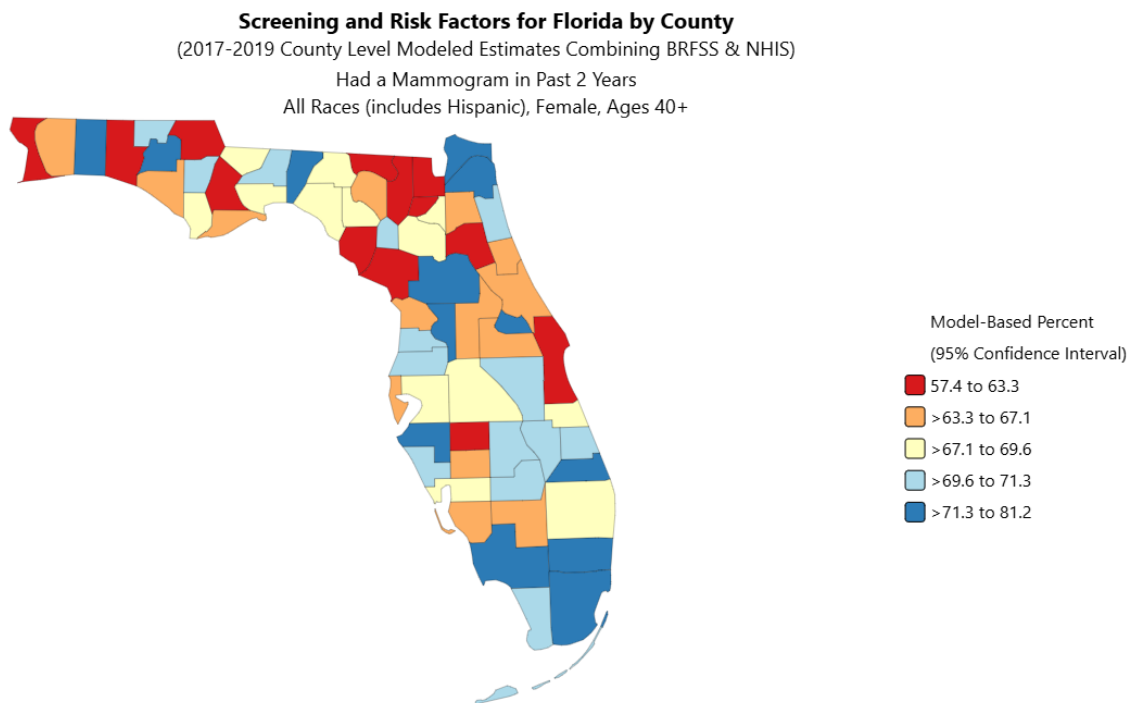 Screening and Risk Factors for Florida by County
(2017-2019 County Level Modeled Estimates Combining BRFSS & NHIS)
Had a Mammogram in Past 2 Years
All Races (includes Hispanic), Female, Ages 40+
Model-Based Percent
(95% Confidence Interval)
57.4 to 63.3
>63.3 to 67.1
>67.1 to 69.6
>69.6 to 71.3
>71.3 to 81.2